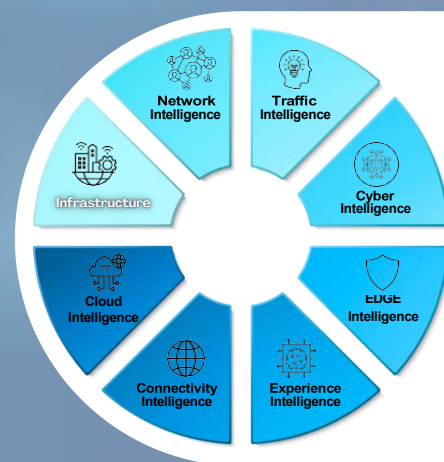 Network
Intelligence
Traffic
Intelligence
Infrastructure
Cyber
Intelligence
Cloud
Intelligence
EDGE
Intelligence
Connectivity
Intelligence
Experience
Intelligence